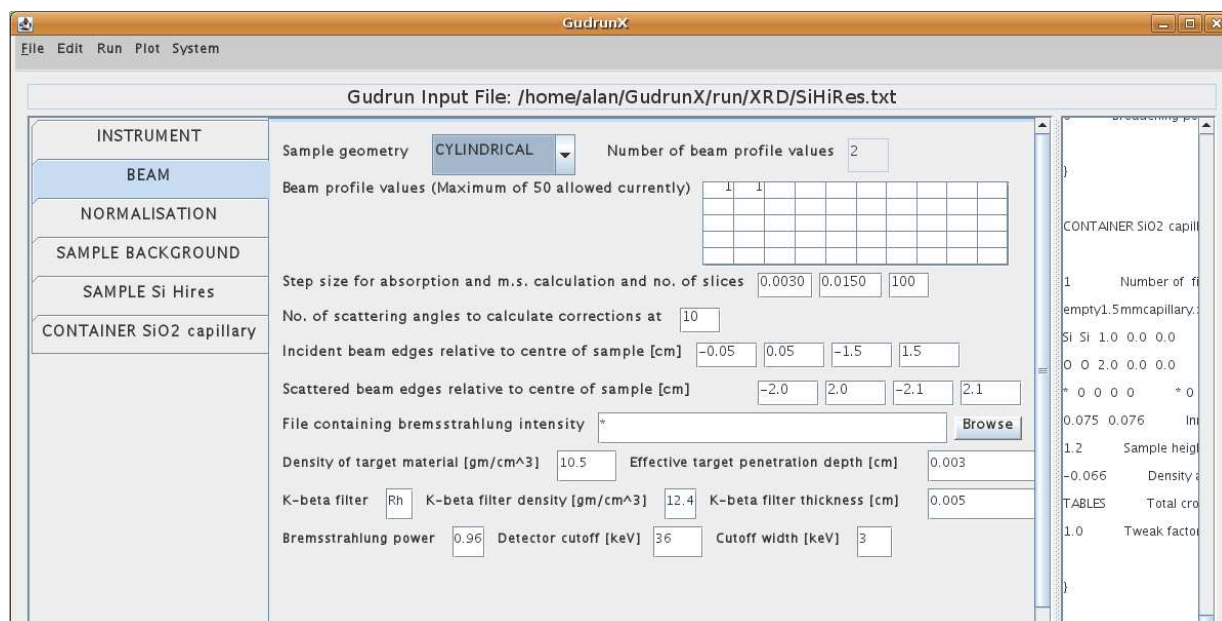 GudrunX
File Edit Run Plot System
Gudrun Input File: /home/alan/GudrunX/run/XRD/SiHiRes.txt
INSTRUMENT
BEAM
NORMALISATION
SAMPLE BACKGROUND
SAMPLE Si Hires
CONTAINER SiO2 capillary
Sample geometry CYLINDRICAL Number of beam profile values 2
Beam profile values (Maximum of 50 allowed currently) 1 1
Step size for absorption and m.s. calculation and no. of slices 0.0030 0.0150 100
No. of scattering angles to calculate corrections at 10
Incident beam edges relative to centre of sample [cm] -0.05 0.05 -1.5 1.5
Scattered beam edges relative to centre of sample [cm] -2.0 2.0 -2.1 2.1
File containing bremsstrahlung intensity * Browse
Density of target material [gm/cm^3] 10.5 Effective target penetration depth [cm] 0.003
K-beta filter Rh K-beta filter density [gm/cm^3] 12.4 K-beta filter thickness [cm] 0.005
Bremsstrahlung power 0.96 Detector cutoff [keV] 36 Cutoff width [keV] 3
}
CONTAINER SiO2 capill
1 Number of fi
empty1.5mmcapillary.
Si Si 1.0 0.0 0.0
O O 2.0 0.0 0.0
* 0 0 0 0 * 0
0.075 0.076 In
1.2 Sample heig
-0.066 Density a
TABLES Total cro
1.0 Tweak facto
}